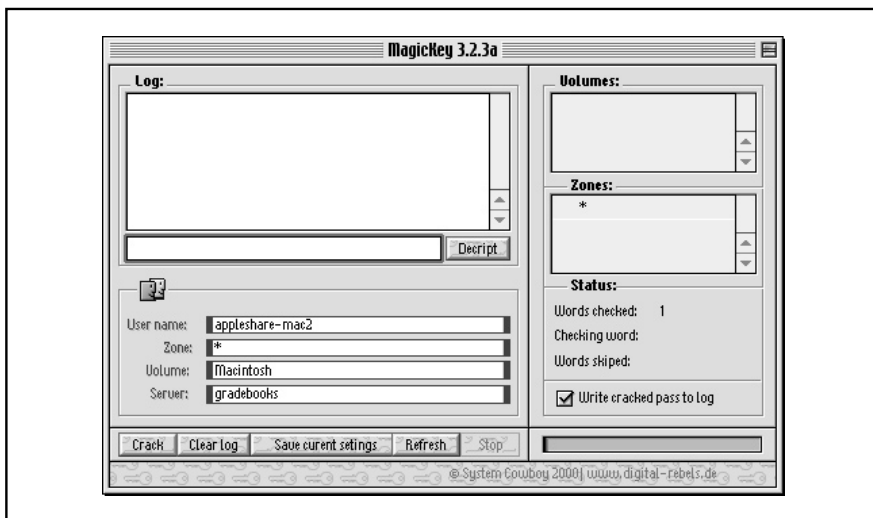 MagicKey 3.2.3a
Log:
Decript
User name: appleshare-mac2
Zone: *
Volume: Macintosh
Server: gradebooks
Crack Clear log Save curent setings Refresh Stop
Volumes:
Zones:
*
Status:
Words checked: 1
Checking word:
Words skiped:
Write cracked pass to log
© System Cowboy 2000| www.digital-rebels.de